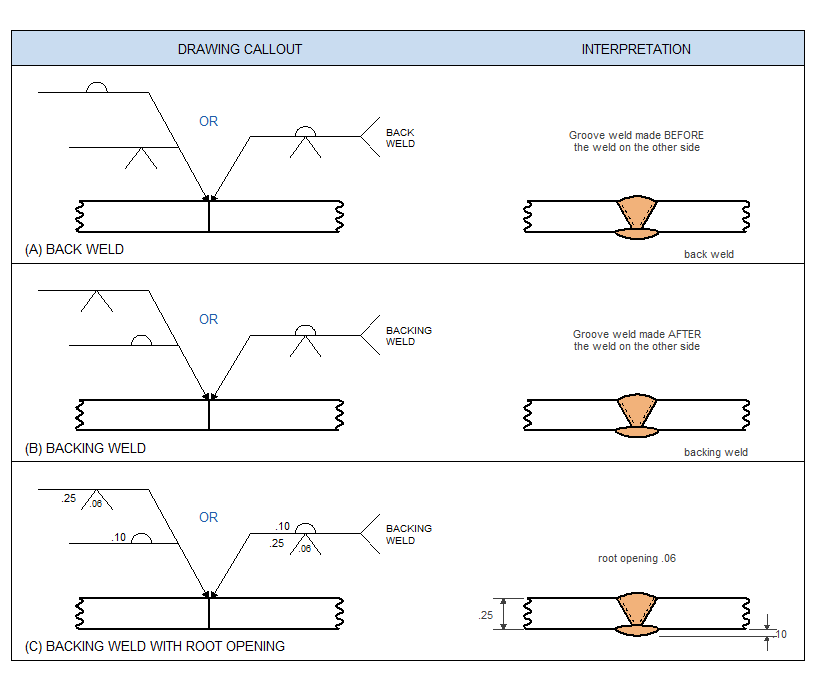 DRAWING CALLOUT
INTERPRETATION
OR
BACK
WELD
Groove weld made BEFORE
the weld on the other side
(A) BACK WELD
back weld
OR
BACKING
WELD
Groove weld made AFTER
the weld on the other side
(B) BACKING WELD
backing weld
.25
.06
OR
.10
.10
.25
.06
BACKING
WELD
root opening .06
.25
.10
(C) BACKING WELD WITH ROOT OPENING